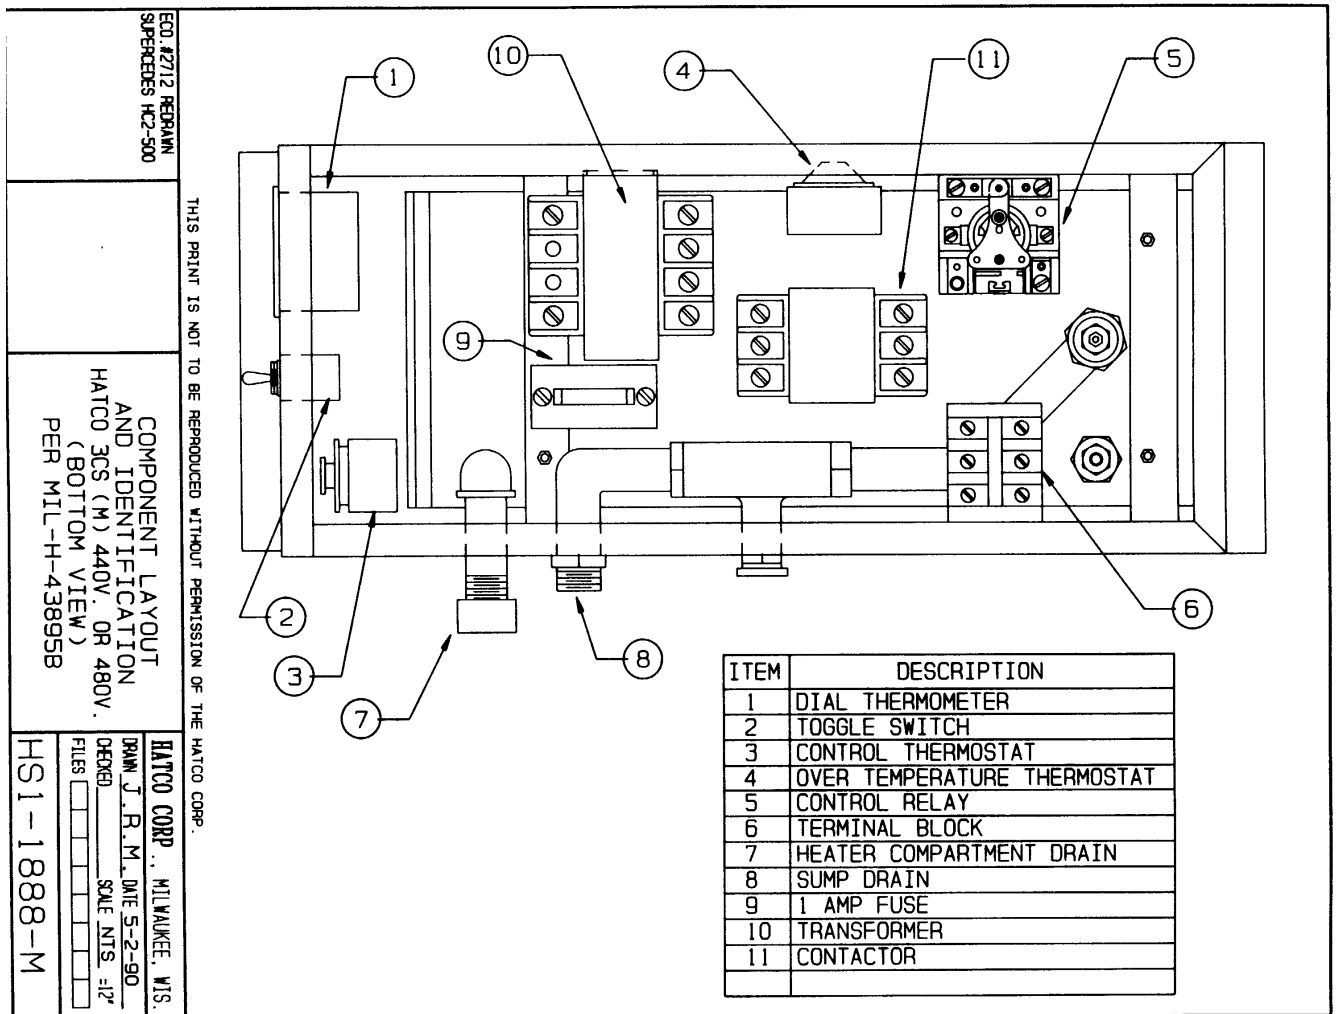 ECO. #2712 REDRAWN
SUPERCEDES HC2-500
THIS PRINT IS NOT TO BE REPRODUCED WITHOUT PERMISSION OF THE HATCO CORP.
COMPONENT LAYOUT
AND IDENTIFICATION
HATCO 3CS (M) 440V. OR 480V.
(BOTTOM VIEW)
PER MIL-H-43895B
HATCO CORP., MILWAUKEE, WIS.
DRAWN J.R.M. DATE 5-2-90
CHECKED SCALE NTS =12"
FILES
HS1-1888-M
1
10
4
11
5
9
2
3
7
8
6
ITEM DESCRIPTION
1 DIAL THERMOMETER
2 TOGGLE SWITCH
3 CONTROL THERMOSTAT
4 OVER TEMPERATURE THERMOSTAT
5 CONTROL RELAY
6 TERMINAL BLOCK
7 HEATER COMPARTMENT DRAIN
8 SUMP DRAIN
9 1 AMP FUSE
10 TRANSFORMER
11 CONTACTOR